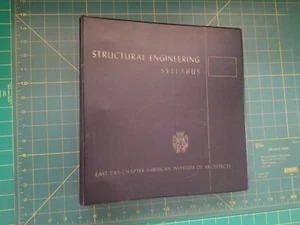 STRUCTURAL ENGINEERING
SYLLABUS
EAST BAY CHAPTER AMERICAN INSTITUTE OF ARCHITECTS